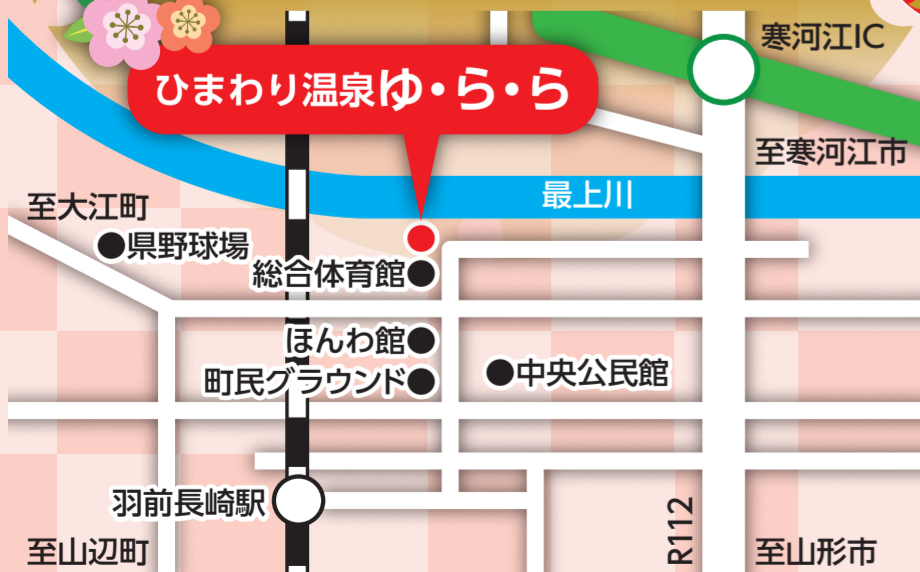 寒河江IC
ひまわり温泉ゆ・ら・ら
至寒河江市
最上川
至大江町
●県野球場
総合体育館●
ほんわ館●
町民グラウンド●
●中央公民館
羽前長崎駅
R112
至山辺町
至山形市